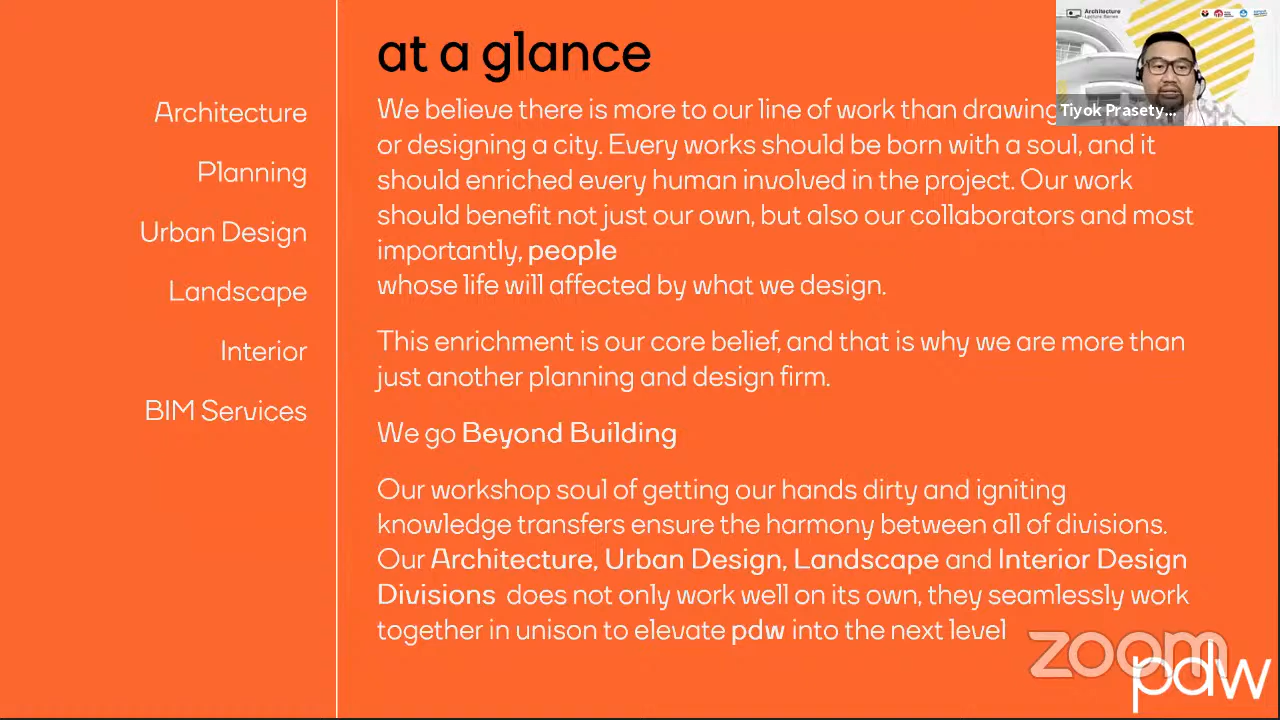 at a glance
Architecture
Planning
Urban Design
Landscape
Interior
BIM Services
We believe there is more to our line of work than drawing
or designing a city. Every works should be born with a soul, and it
should enriched every human involved in the project. Our work
should benefit not just our own, but also our collaborators and most
importantly, people
whose life will affected by what we design.
This enrichment is our core belief, and that is why we are more than
just another planning and design firm.
We go Beyond Building
Our workshop soul of getting our hands dirty and igniting
knowledge transfers ensure the harmony between all of divisions.
Our Architecture, Urban Design, Landscape and Interior Design
Divisions does not only work well on its own, they seamlessly work
together in unison to elevate pdw into the next level
Architecture
Lecture Series
Tiyok Prasety...
zoom
pdw